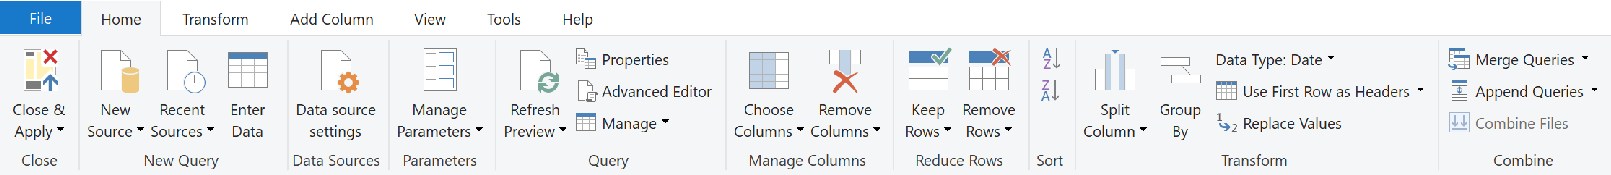 File Home Transform Add Column View Tools Help
Close &
Apply
Close
New
Source
Recent
Sources
Enter
Data
New Query
Data source
settings
Data Sources
Manage
Parameters
Parameters
Refresh
Preview
Properties
Advanced Editor
Manage
Query
Choose
Columns
Remove
Columns
Manage Columns
Keep
Rows
Remove
Rows
Reduce Rows
A
Z
Z
A
Sort
Split
Column
Group
By
Data Type: Date
Use First Row as Headers
1
2
Replace Values
Transform
Merge Queries
Append Queries
Combine Files
Combine